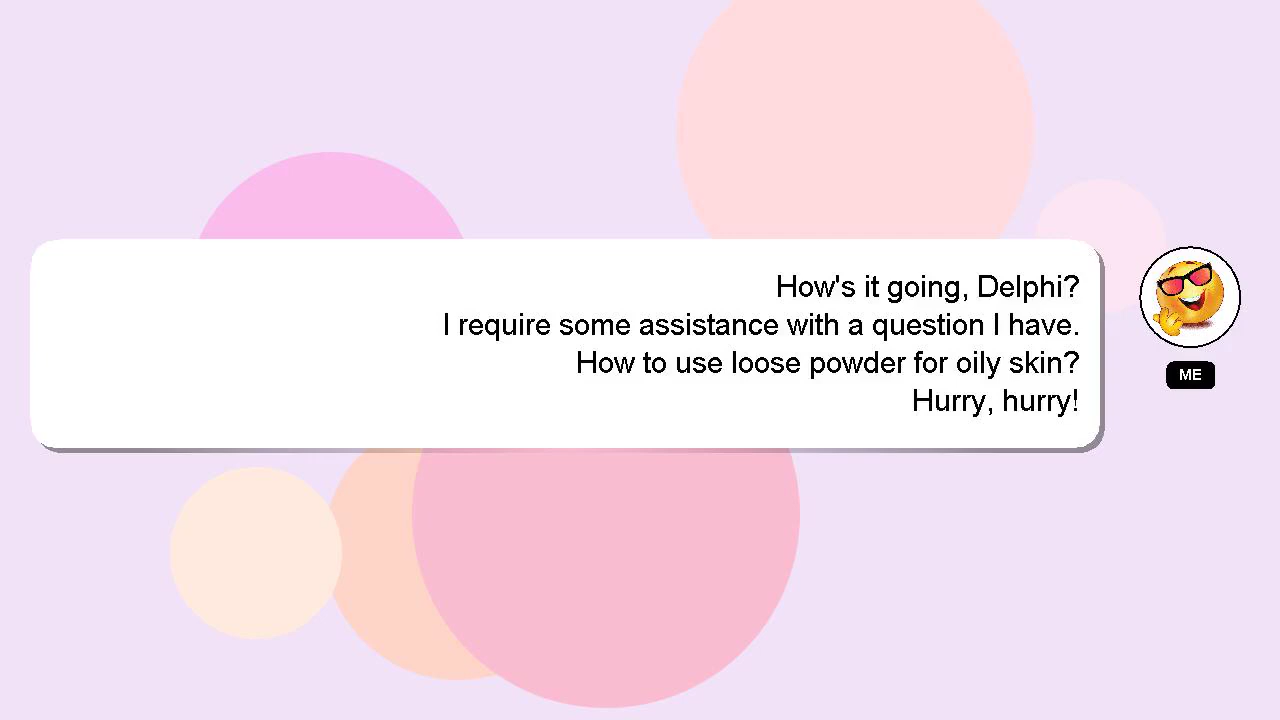 How's it going, Delphi?
I require some assistance with a question I have.
How to use loose powder for oily skin?
Hurry, hurry!
ME